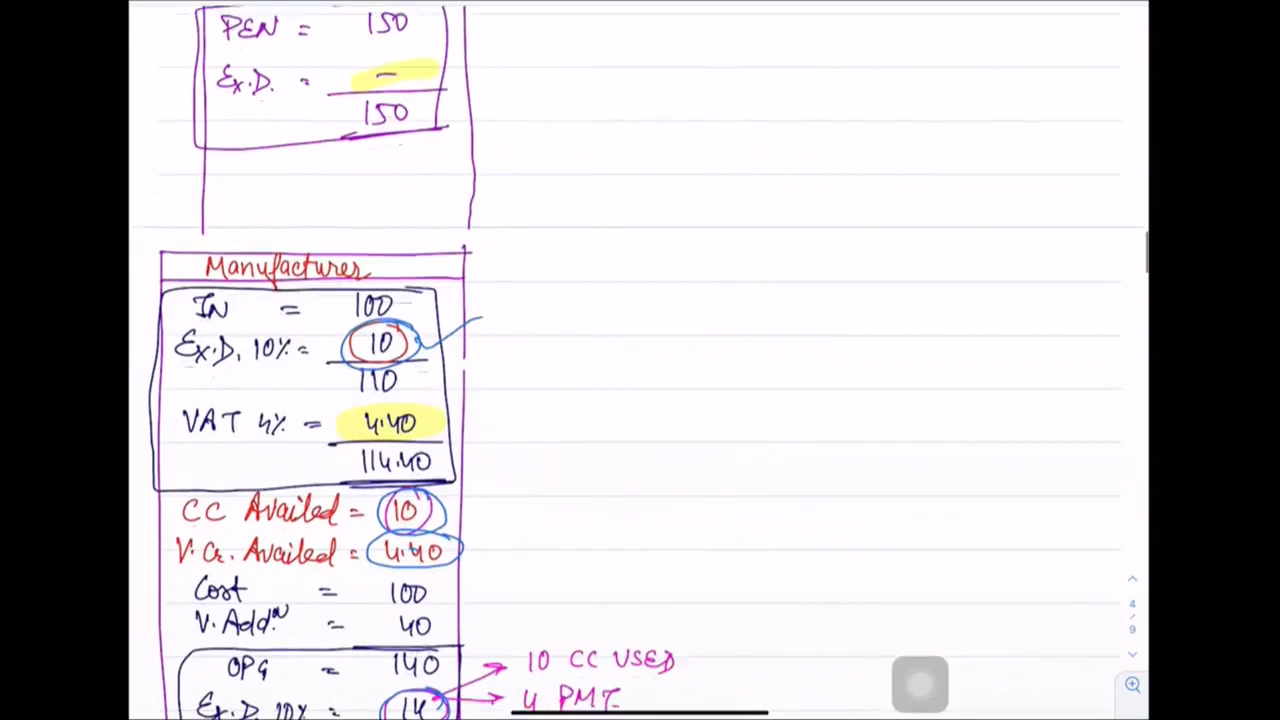 PEN = 150
Ex.D. = -
150
Manufacturer
IN = 100
Ex.D. 10% = 10
110
VAT 4% = 4.40
114.40
CC Availed = 10
V.Cr. Availed = 4.40
Cost = 100
V. Addn = 40
OPG = 140
10 CC USED
Ex.D. 10% = 14
4 PMT
4
/
9